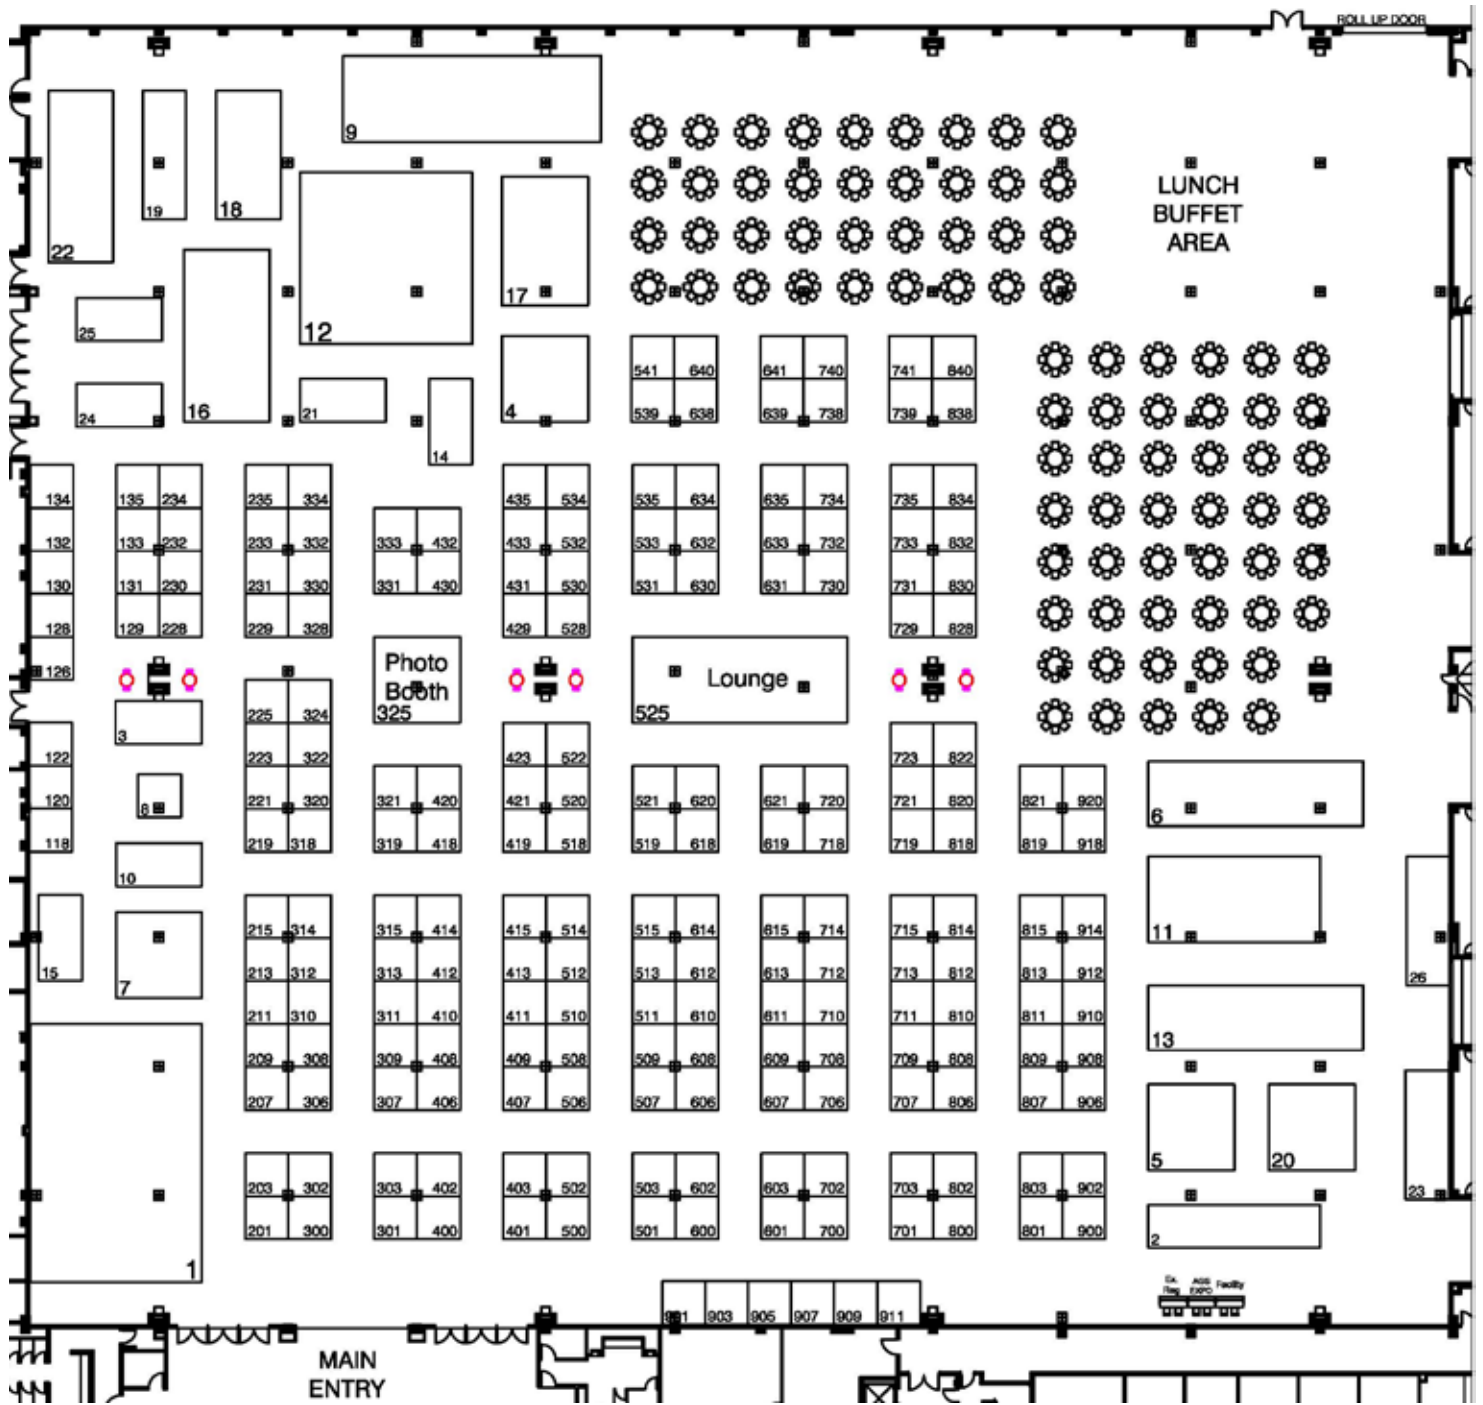 ROLL UP DOOR
9
19
18
22
LUNCH
BUFFET
AREA
17
25
12
541 640 641 740 741 840
24
16
21
4
539 638 639 738 739 838
14
134 135 234 235 334 435 534 535 634 635 734 735 834
132 133 232 233 332 333 432 433 532 533 632 633 732 733 832
130 131 230 231 330 331 430 431 530 531 630 631 730 731 830
128 129 228 229 328 429 528 729 828
126
Photo
Booth
325
Lounge
525
225 324
3
122 223 322 423 522 723 822
120 8 221 320 321 420 421 520 521 620 621 720 721 820 821 920
6
118 219 318 319 418 419 518 519 618 619 718 719 818 819 918
10
215 314 315 414 415 514 515 614 615 714 715 814 815 914
11
15 213 312 313 412 413 512 513 612 613 712 713 812 813 912
26
7
211 310 311 410 411 510 511 610 611 710 711 810 811 910
13
209 308 309 408 409 508 509 608 609 708 709 808 809 908
207 306 307 406 407 506 507 606 607 706 707 806 807 906
5
20
203 302 303 402 403 502 503 602 603 702 703 802 803 902
23
201 300 301 400 401 500 501 600 601 700 701 800 801 900
2
1
Ex. Reg
AGS EXPO
Facility
901 903 905 907 909 911
MAIN
ENTRY